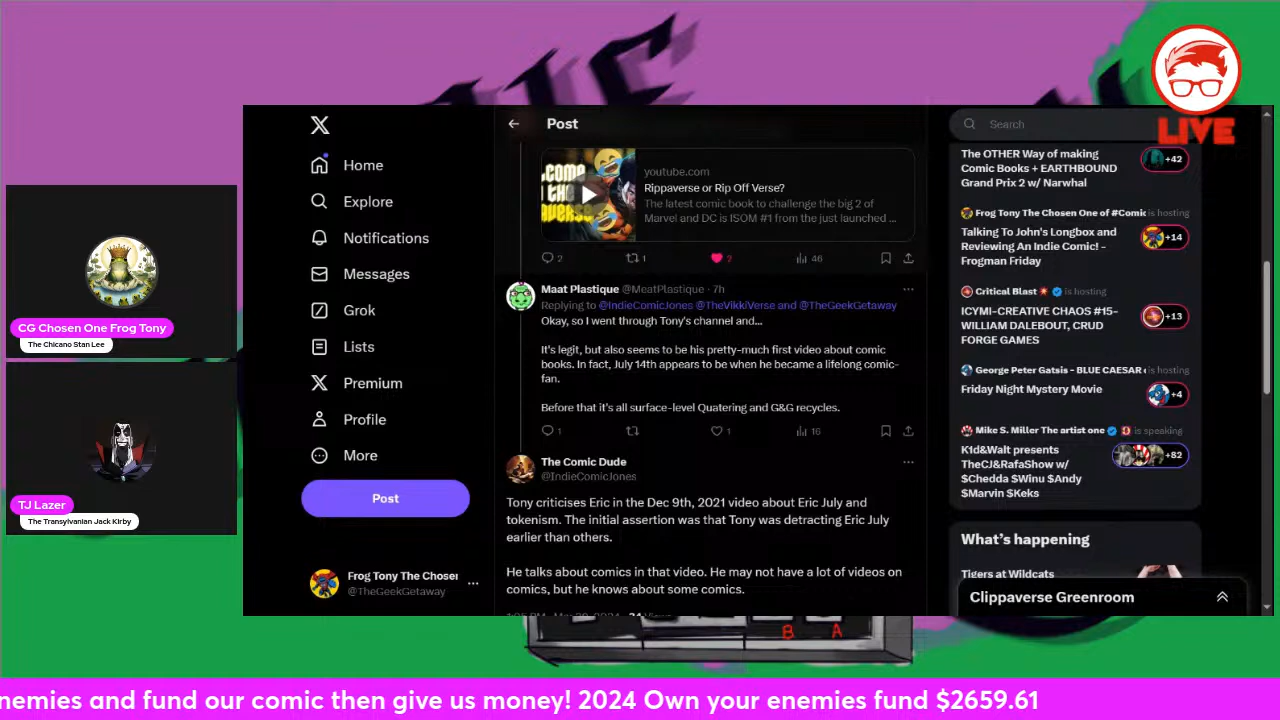 LIVE
CG Chosen One Frog Tony
The Chicano Stan Lee
TJ Lazer
The Transylvanian Jack Kirby
Home
Explore
Notifications
Messages
Grok
Lists
Premium
Profile
More
Post
Frog Tony The Chosen
@TheGeekGetaway
Post
youtube.com
Rippaverse or Rip Off Verse?
The latest comic book to challenge the big 2 of
Marvel and DC is ISOM #1 from the just launched ...
2
1
2
46
Maat Plastique @MeatPlastique · 7h
Replying to @IndieComicJones @TheVikkiVerse and @TheGeekGetaway
Okay, so I went through Tony's channel and...
It's legit, but also seems to be his pretty-much first video about comic
books. In fact, July 14th appears to be when he became a lifelong comic-
fan.
Before that it's all surface-level Quatering and G&G recycles.
1
1
16
The Comic Dude
@IndieComicJones
Tony criticises Eric in the Dec 9th, 2021 video about Eric July and
tokenism. The initial assertion was that Tony was detracting Eric July
earlier than others.
He talks about comics in that video. He may not have a lot of videos on
comics, but he knows about some comics.
Search
The OTHER Way of making
Comic Books + EARTHBOUND
Grand Prix 2 w/ Narwhal
+42
Frog Tony The Chosen One of #Comic is hosting
Talking To John's Longbox and
Reviewing An Indie Comic! -
Frogman Friday
+14
Critical Blast is hosting
ICYMI-CREATIVE CHAOS #15-
WILLIAM DALEBOUT, CRUD
FORGE GAMES
+13
George Peter Gatsis - BLUE CAESAR is hosting
Friday Night Mystery Movie
+4
Mike S. Miller The artist one is speaking
K1d&Walt presents
TheCJ&RafaShow w/
$Chedda $Winu $Andy
$Marvin $Keks
+82
What's happening
Tigers at Wildcats
Clippaverse Greenroom
B A
nemies and fund our comic then give us money! 2024 Own your enemies fund $2659.61